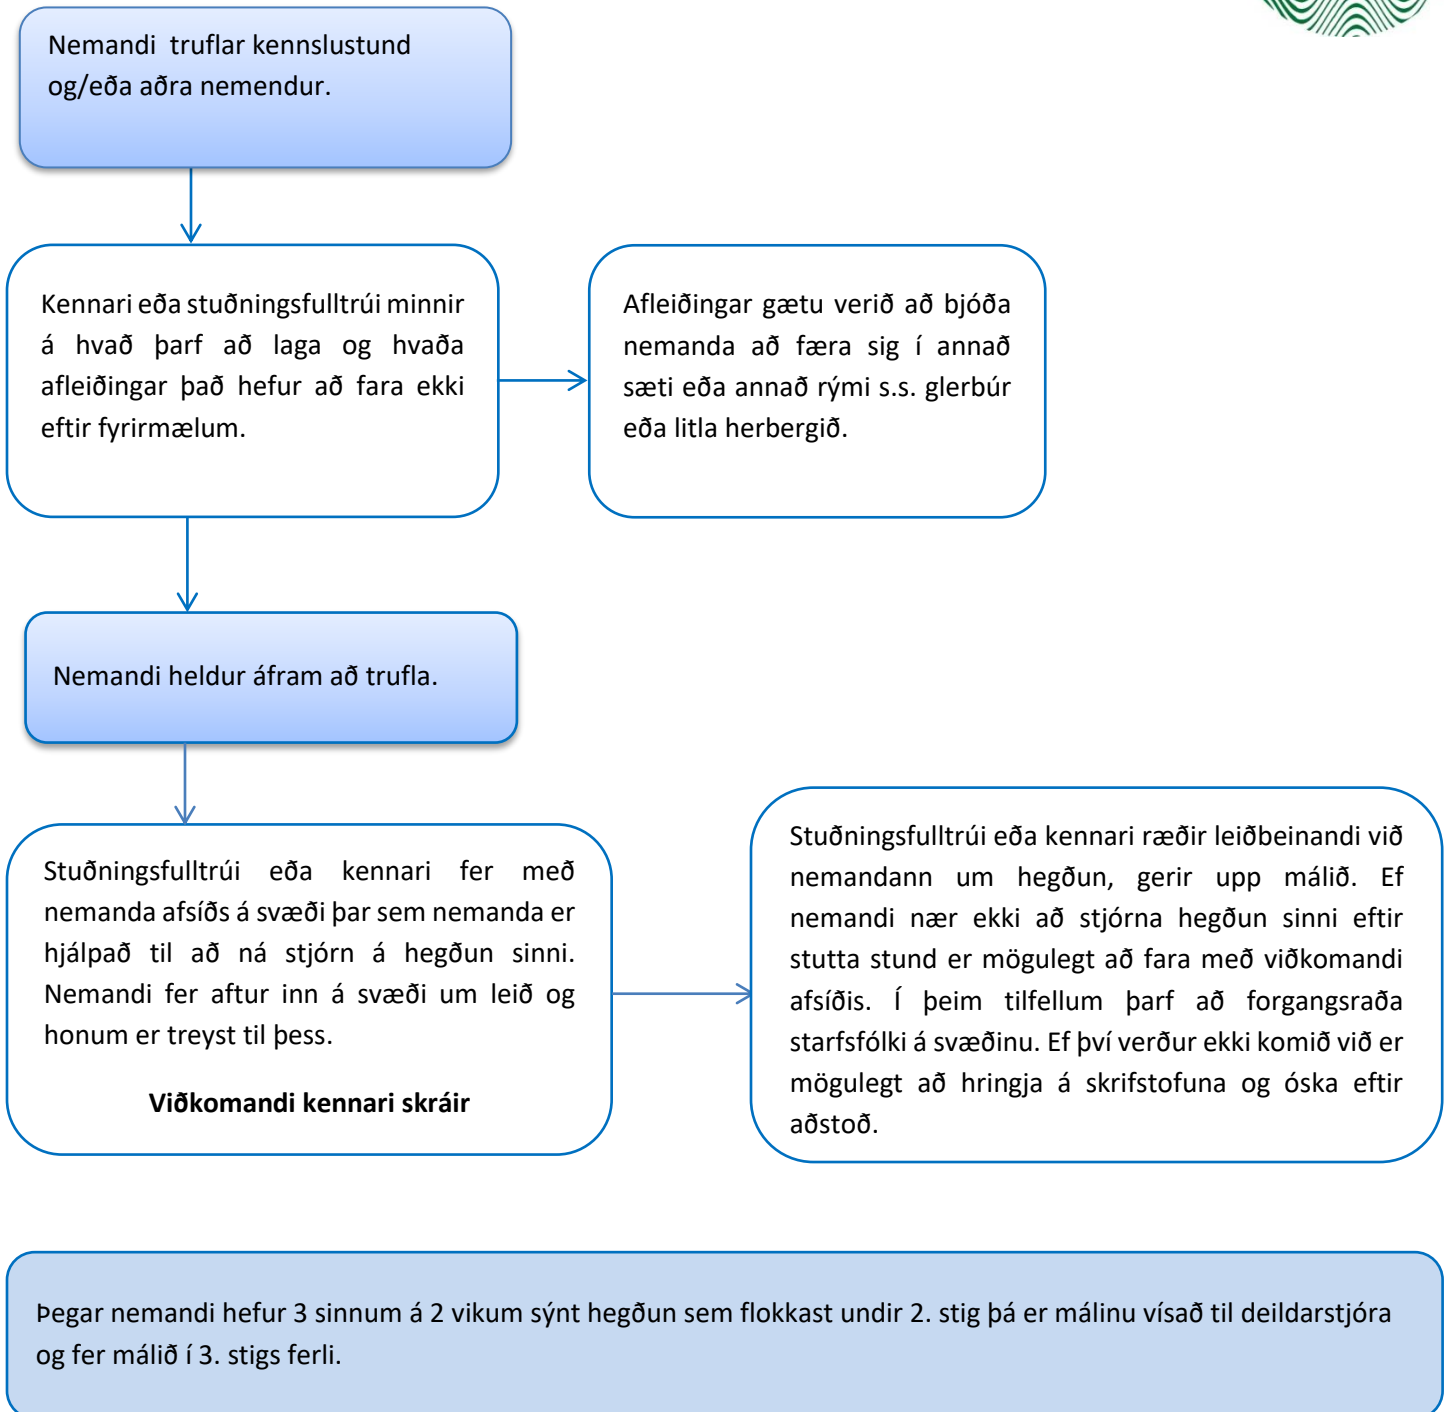 Nemandi truflar kennslustund
og/eða aðra nemendur.
Kennari eða stuðningsfulltrúi minnir
á hvað þarf að laga og hvaða
afleiðingar það hefur að fara ekki
eftir fyrirmælum.
Afleiðingar gætu verið að bjóða
nemanda að færa sig í annað
sæti eða annað rými s.s. glerbúr
eða litla herbergið.
Nemandi heldur áfram að trufla.
Stuðningsfulltrúi eða kennari fer með
nemanda afsíðs á svæði þar sem nemanda er
hjálpað til að ná stjórn á hegðun sinni.
Nemandi fer aftur inn á svæði um leið og
honum er treyst til þess.
Viðkomandi kennari skráir
Stuðningsfulltrúi eða kennari ræðir leiðbeinandi við
nemandann um hegðun, gerir upp málið. Ef
nemandi nær ekki að stjórna hegðun sinni eftir
stutta stund er mögulegt að fara með viðkomandi
afsíðis. Í þeim tilfellum þarf að forgangsraða
starfsfólki á svæðinu. Ef því verður ekki komið við er
mögulegt að hringja á skrifstofuna og óska eftir
aðstoð.
Þegar nemandi hefur 3 sinnum á 2 vikum sýnt hegðun sem flokkast undir 2. stig þá er málinu vísað til deildarstjóra
og fer málið í 3. stigs ferli.